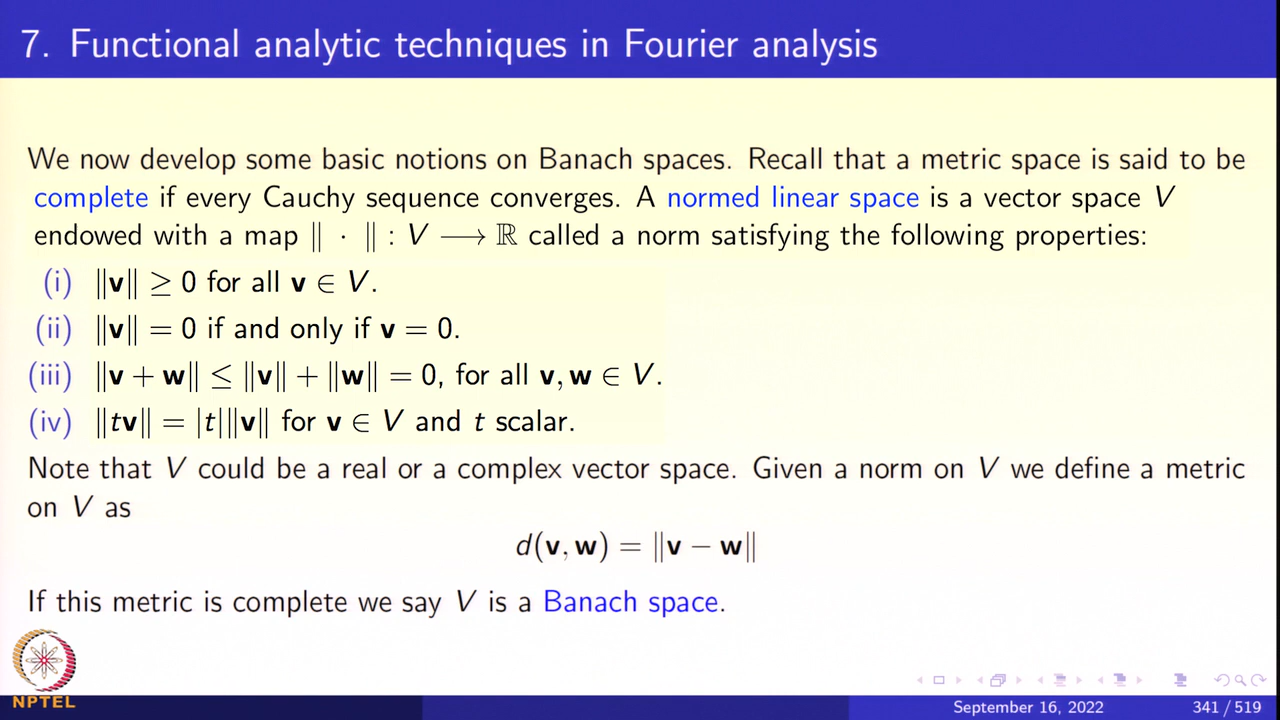 7. Functional analytic techniques in Fourier analysis
We now develop some basic notions on Banach spaces. Recall that a metric space is said to be
complete if every Cauchy sequence converges. A normed linear space is a vector space V
endowed with a map ‖ · ‖ : V ⟶ ℝ called a norm satisfying the following properties:
(i) ‖v‖ ≥ 0 for all v ∈ V.
(ii) ‖v‖ = 0 if and only if v = 0.
(iii) ‖v + w‖ ≤ ‖v‖ + ‖w‖ = 0, for all v, w ∈ V.
(iv) ‖tv‖ = |t|‖v‖ for v ∈ V and t scalar.
Note that V could be a real or a complex vector space. Given a norm on V we define a metric
on V as
d(v, w) = ‖v − w‖
If this metric is complete we say V is a Banach space.
NPTEL
September 16, 2022 341 / 519